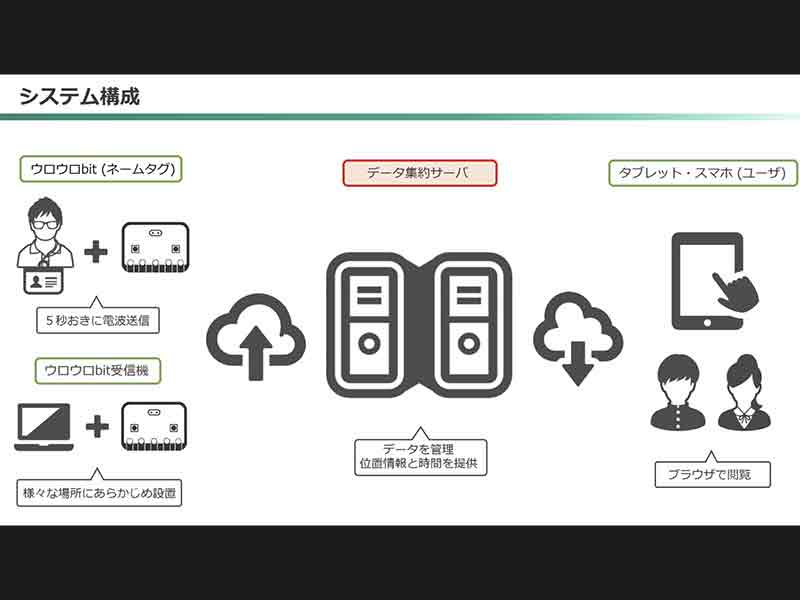 システム構成
ウロウロbit (ネームタグ)
５秒おきに電波送信
ウロウロbit受信機
様々な場所にあらかじめ設置
データ集約サーバ
データを管理
位置情報と時間を提供
タブレット・スマホ (ユーザ)
ブラウザで閲覧